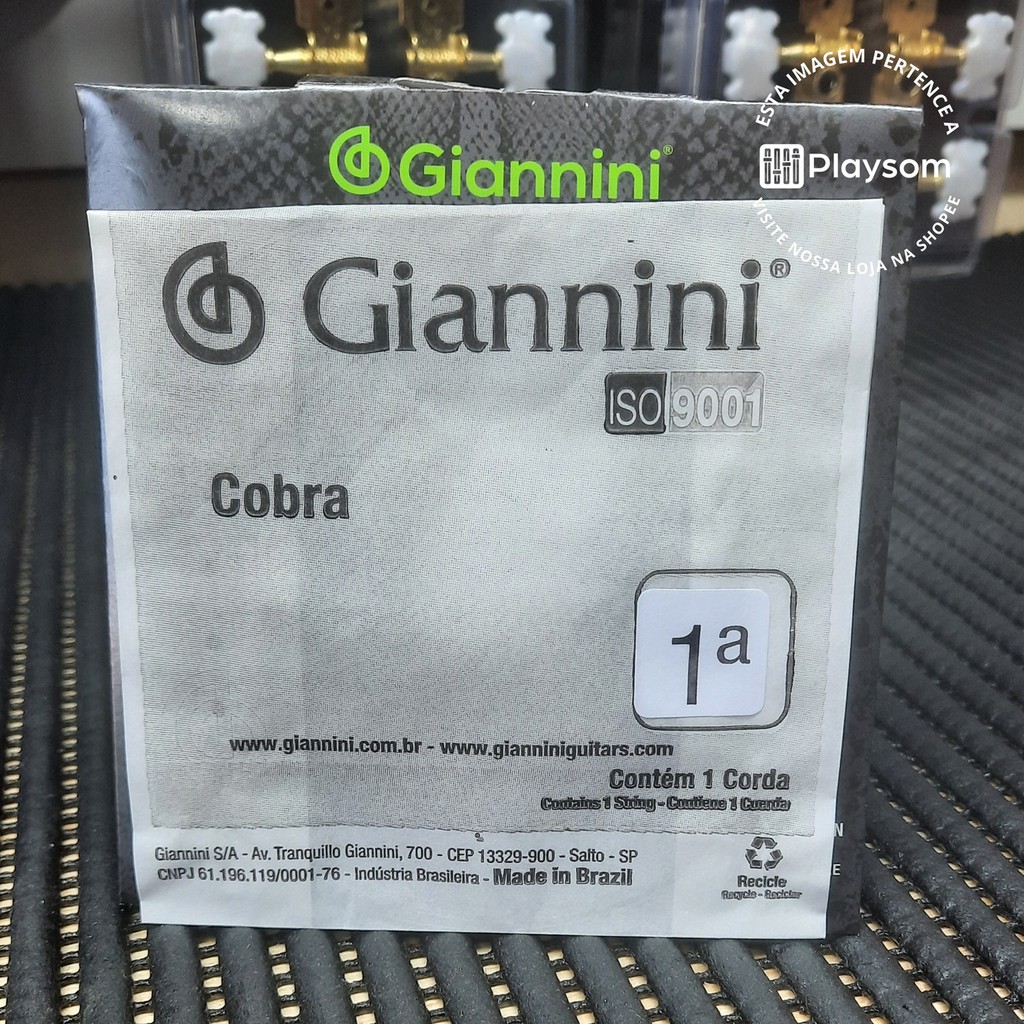 ESTA IMAGEM PERTENCE A
Playsom
VISITE NOSSA LOJA NA SHOPEE
Giannini®
Giannini®
ISO 9001
Cobra
1ª
www.giannini.com.br - www.gianniniguitars.com
Contém 1 Corda
Contains 1 String - Contiene 1 Cuerda
Giannini S/A - Av. Tranquillo Giannini, 700 - CEP 13329-900 - Salto - SP
CNPJ 61.196.119/0001-76 - Indústria Brasileira - Made in Brazil
Recicle
Recycle - Reciclar
N
E